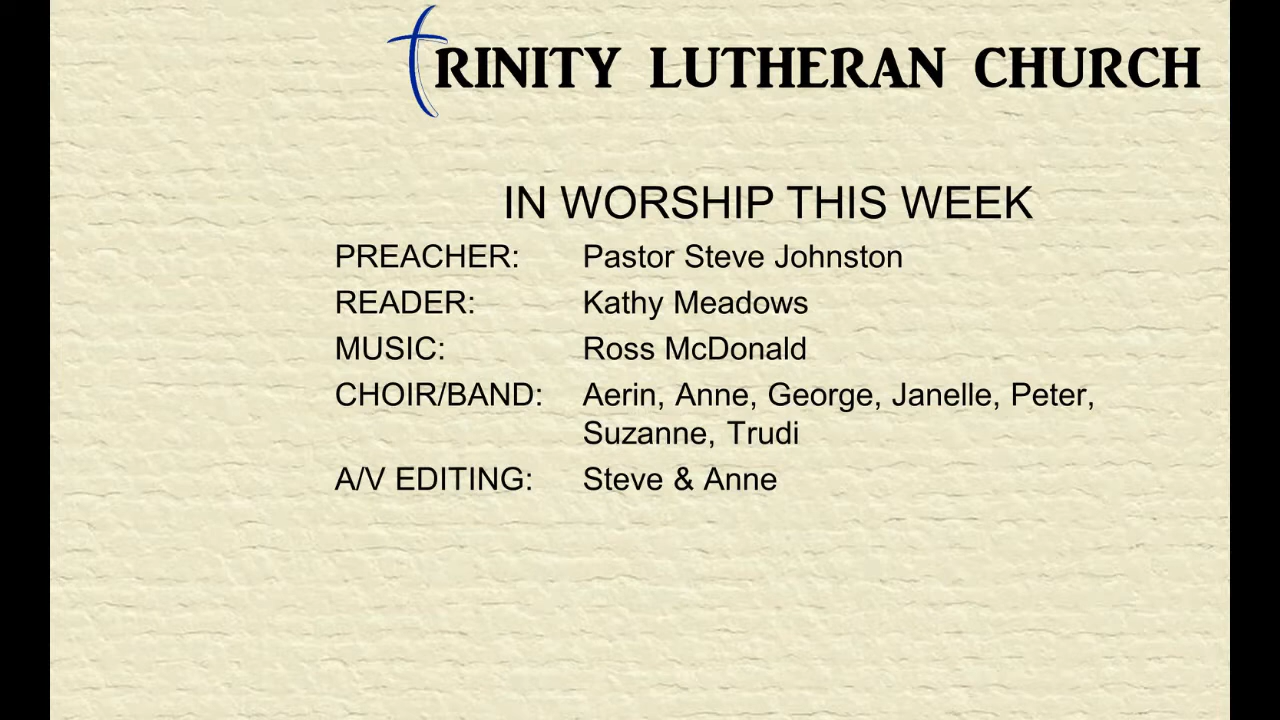 TRINITY LUTHERAN CHURCH
IN WORSHIP THIS WEEK
PREACHER: Pastor Steve Johnston
READER: Kathy Meadows
MUSIC: Ross McDonald
CHOIR/BAND: Aerin, Anne, George, Janelle, Peter,
Suzanne, Trudi
A/V EDITING: Steve & Anne